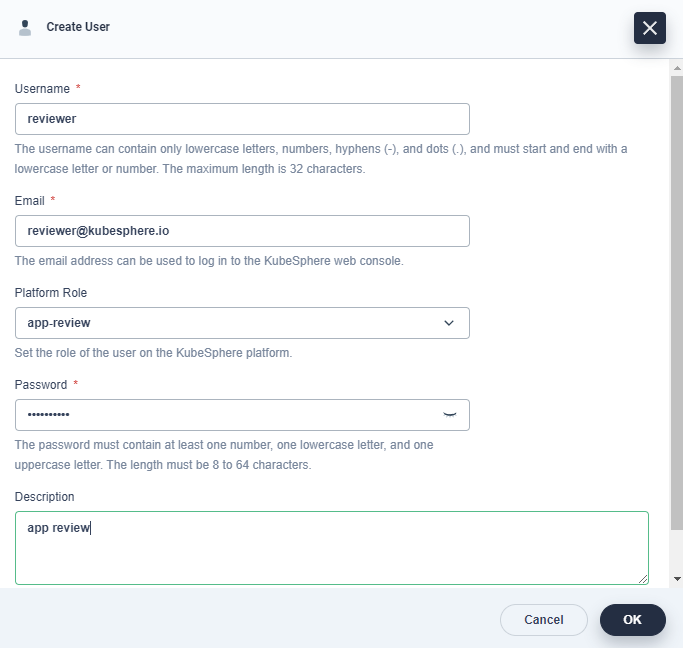 Create User
Username *
reviewer
The username can contain only lowercase letters, numbers, hyphens (-), and dots (.), and must start and end with a
lowercase letter or number. The maximum length is 32 characters.
Email *
reviewer@kubesphere.io
The email address can be used to log in to the KubeSphere web console.
Platform Role
app-review
Set the role of the user on the KubeSphere platform.
Password *
••••••••••
The password must contain at least one number, one lowercase letter, and one
uppercase letter. The length must be 8 to 64 characters.
Description
app review
Cancel OK